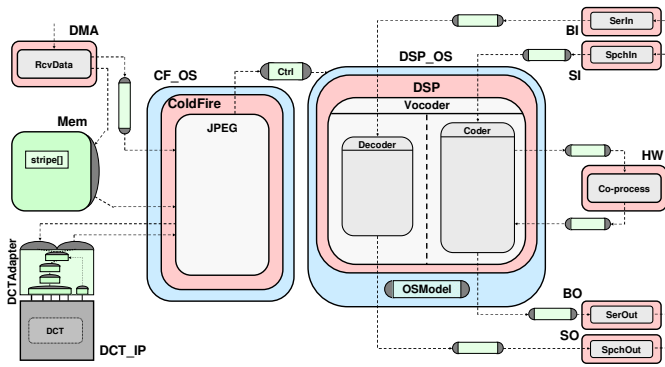 DMA
RcvData
CF_OS
Ctrl
DSP_OS
BI
SerIn
SI
SpchIn
ColdFire
DSP
Vocoder
Mem
stripe[]
JPEG
Decoder
Coder
HW
Co-process
DCTAdapter
DCT
DCT_IP
OSModel
BO
SerOut
SO
SpchOut